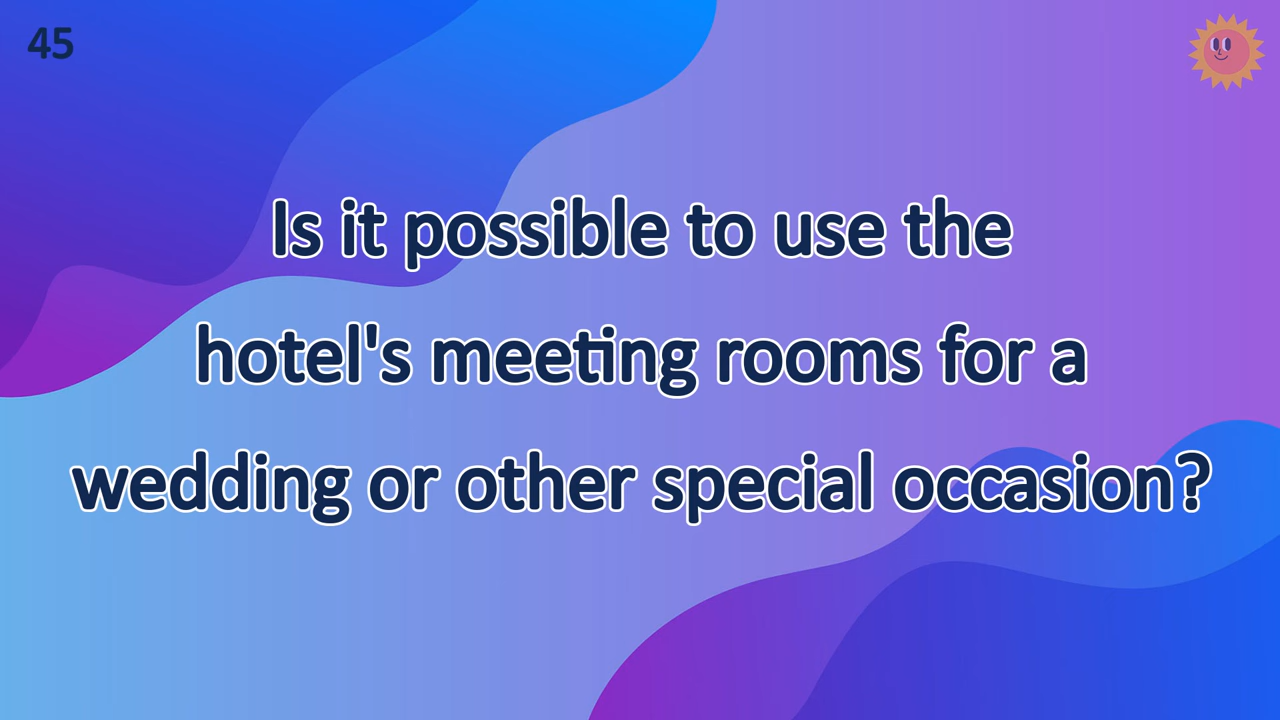 45
Is it possible to use the
hotel's meeting rooms for a
wedding or other special occasion?